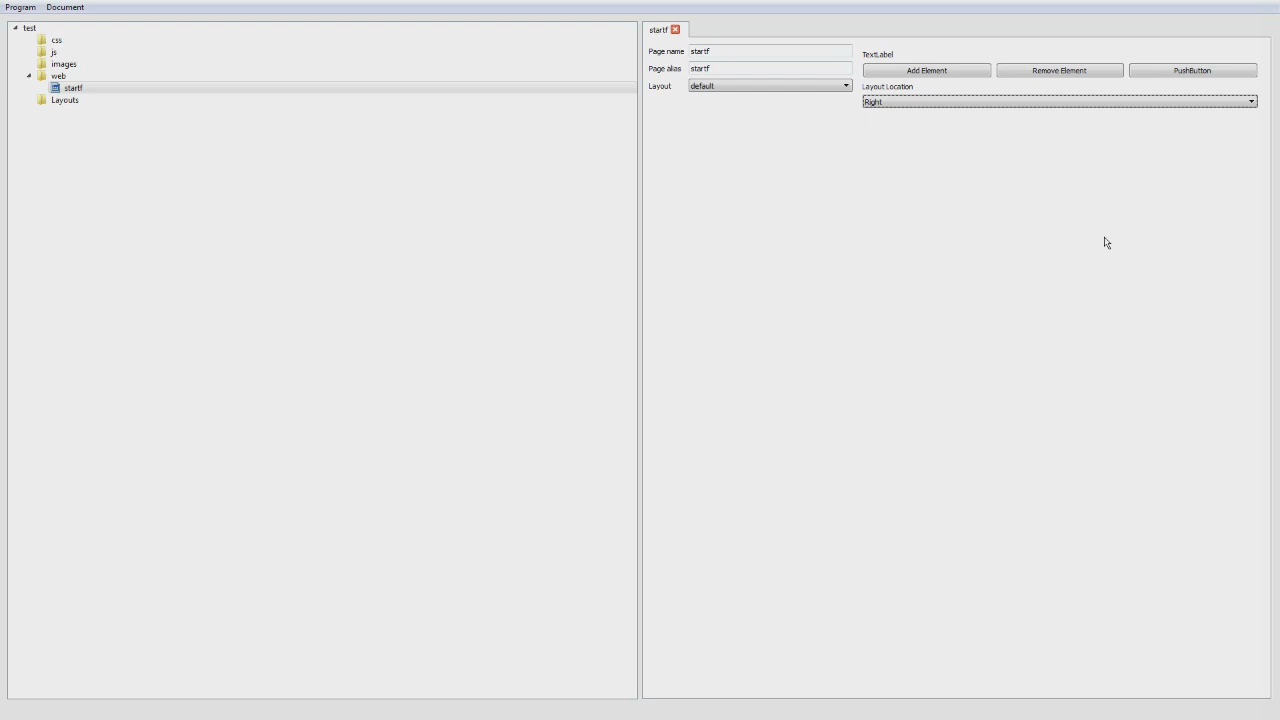 Program Document
test
css
js
images
web
startf
Layouts
startf
Page name startf
Page alias startf
Layout default
TextLabel
Add Element Remove Element PushButton
Layout Location
Right